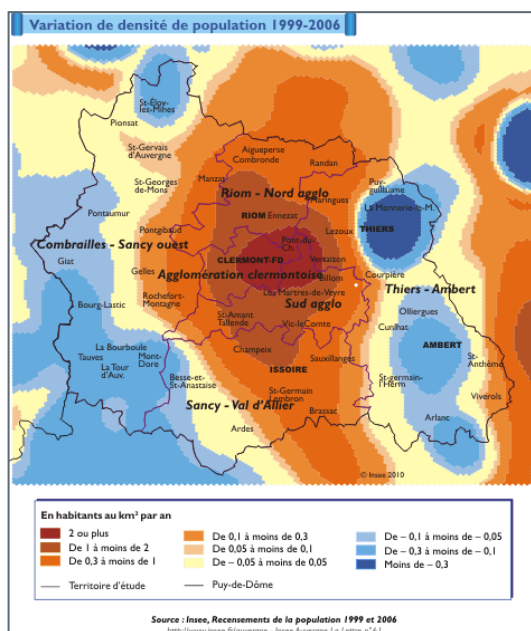 Variation de densité de population 1999-2006
St-Éloy-
les-Mines
Pionsat
Aigueperse
St-Gervais
d'Auvergne
Combronde
Randan
St-Georges
de-Mons
Manzat
Puy-
guillaume
Riom - Nord agglo
Maringues
La Monnerie-le-M.
Pontaumur
RIOM
Ennezat
Lezoux
THIERS
Pontgibaud
Combrailles - Sancy ouest
Pont-du-
Ch.
Giat
CLERMONT-FD
Vertaizon
Gelles
Agglomération clermontoise
Billom
Courpière
Thiers - Ambert
Rochefort-
Montagne
Les Martres-de-Veyre
Bourg-Lastic
Sud agglo
Olliergues
St-Amant
Tallende
Vic-leComte
Cunlhat
La Bourboule
Champeix
AMBERT
Tauves
Mont-
Dore
Sauxillanges
St-
Anthème
La Tour
d'Auv.
Besse-et-
St-Anastaise
ISSOIRE
St-germain-
l'Herm
St-Germain
Lembron
Viverols
Sancy - Val d'Allier
Brassac
Arlanc
Ardes
© Insee 2010
En habitants au km² par an
2 ou plus
De 1 à moins de 2
De 0,3 à moins de 1
De 0,1 à moins de 0,3
De 0,05 à moins de 0,1
De – 0,05 à moins de 0,05
De – 0,1 à moins de – 0,05
De – 0,3 à moins de – 0,1
Moins de – 0,3
Territoire d'étude
Puy-de-Dôme
Source : Insee, Recensements de la population 1999 et 2006